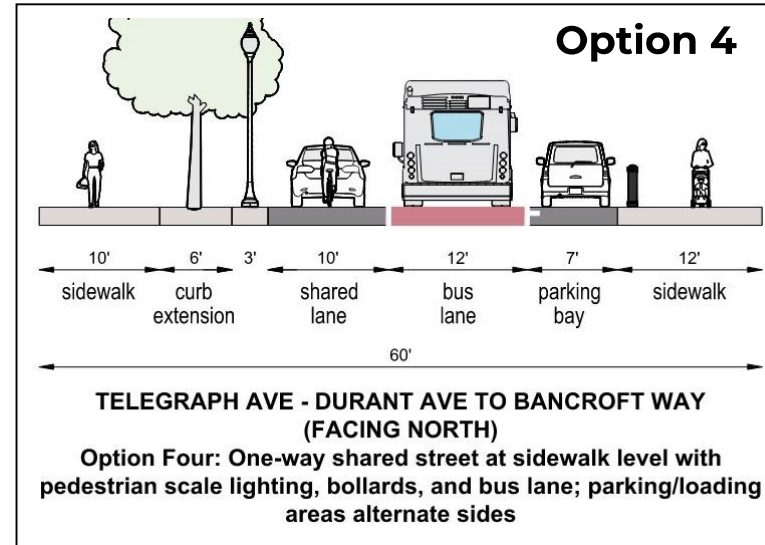 Option 4
10' 6' 3' 10' 12' 7' 12'
sidewalk curb extension shared lane bus lane parking bay sidewalk
60'
TELEGRAPH AVE - DURANT AVE TO BANCROFT WAY
(FACING NORTH)
Option Four: One-way shared street at sidewalk level with
pedestrian scale lighting, bollards, and bus lane; parking/loading
areas alternate sides